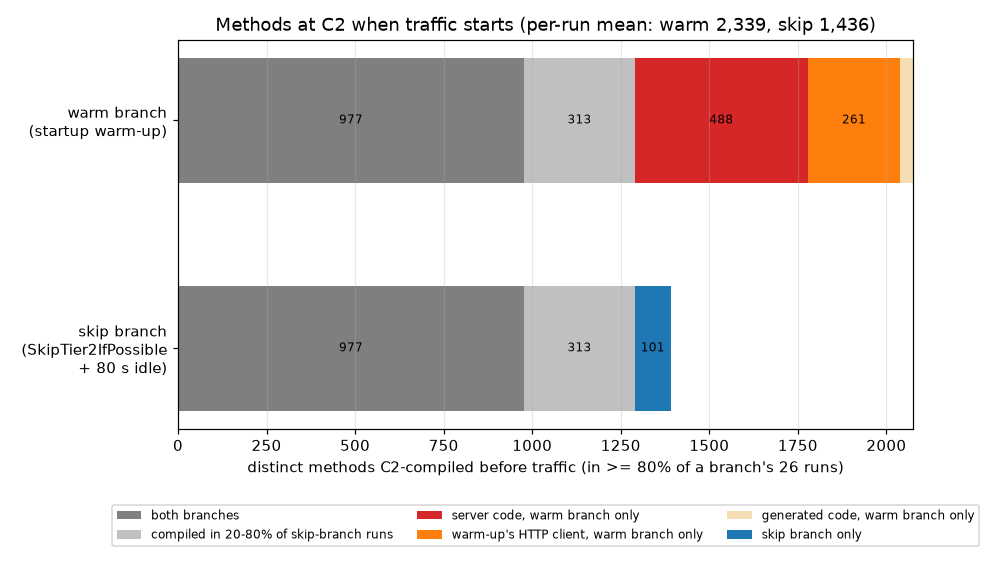 Methods at C2 when traffic starts (per-run mean: warm 2,339, skip 1,436)
warm branch
(startup warm-up)
977
313
488
261
skip branch
(SkipTier2IfPossible
+ 80 s idle)
977
313
101
0
250
500
750
1000
1250
1500
1750
2000
distinct methods C2-compiled before traffic (in >= 80% of a branch's 26 runs)
both branches
compiled in 20-80% of skip-branch runs
server code, warm branch only
warm-up's HTTP client, warm branch only
generated code, warm branch only
skip branch only